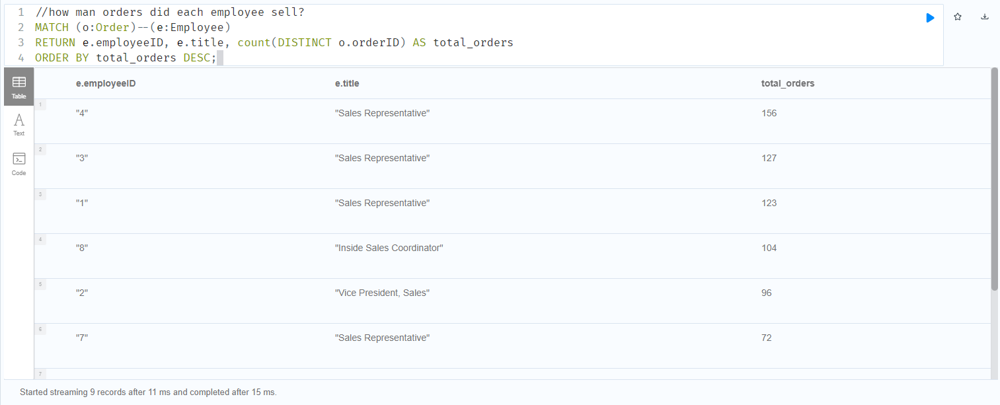 1 //how man orders did each employee sell?
2 MATCH (o:Order)--(e:Employee)
3 RETURN e.employeeID, e.title, count(DISTINCT o.orderID) AS total_orders
4 ORDER BY total_orders DESC;
Table
Text
Code
e.employeeID e.title total_orders
1 "4" "Sales Representative" 156
2 "3" "Sales Representative" 127
3 "1" "Sales Representative" 123
4 "8" "Inside Sales Coordinator" 104
5 "2" "Vice President, Sales" 96
6 "7" "Sales Representative" 72
7
Started streaming 9 records after 11 ms and completed after 15 ms.